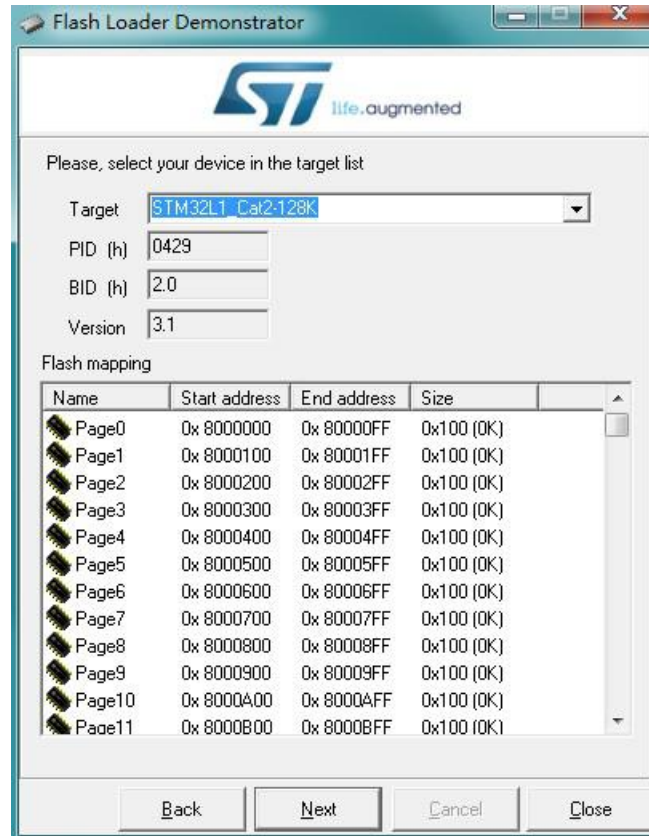 Flash Loader Demonstrator
ST life.augmented
Please, select your device in the target list
Target STM32L1_Cat2-128K
PID (h) 0429
BID (h) 2.0
Version 3.1
Flash mapping
Name Start address End address Size
Page0 0x 8000000 0x 80000FF 0x100 (0K)
Page1 0x 8000100 0x 80001FF 0x100 (0K)
Page2 0x 8000200 0x 80002FF 0x100 (0K)
Page3 0x 8000300 0x 80003FF 0x100 (0K)
Page4 0x 8000400 0x 80004FF 0x100 (0K)
Page5 0x 8000500 0x 80005FF 0x100 (0K)
Page6 0x 8000600 0x 80006FF 0x100 (0K)
Page7 0x 8000700 0x 80007FF 0x100 (0K)
Page8 0x 8000800 0x 80008FF 0x100 (0K)
Page9 0x 8000900 0x 80009FF 0x100 (0K)
Page10 0x 8000A00 0x 8000AFF 0x100 (0K)
Page11 0x 8000B00 0x 8000BFF 0x100 (0K)
Back Next Cancel Close